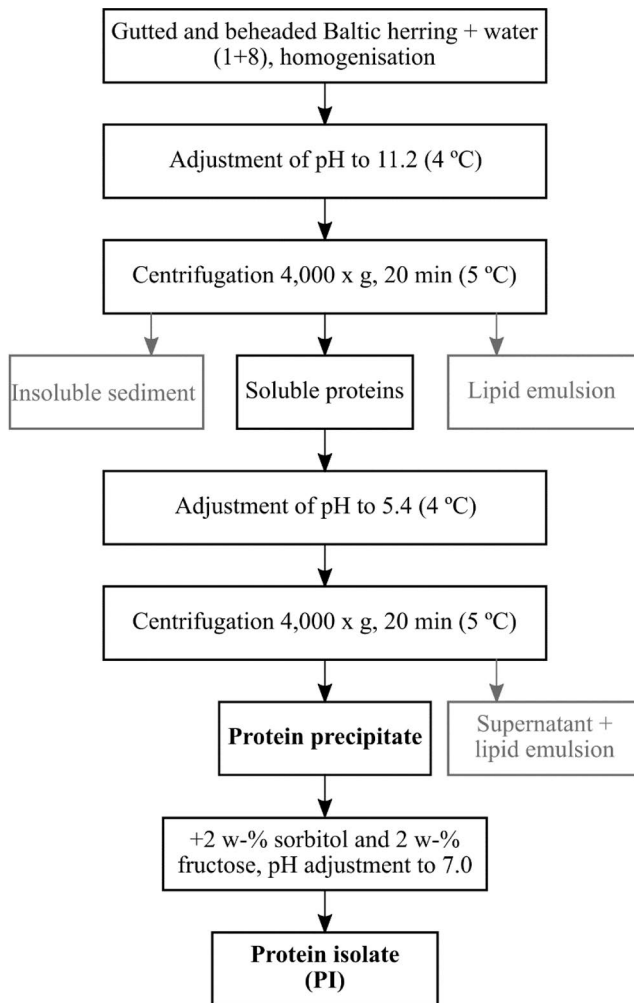 Gutted and beheaded Baltic herring + water
(1+8), homogenisation
Adjustment of pH to 11.2 (4 ºC)
Centrifugation 4,000 x g, 20 min (5 ºC)
Insoluble sediment
Soluble proteins
Lipid emulsion
Adjustment of pH to 5.4 (4 ºC)
Centrifugation 4,000 x g, 20 min (5 ºC)
Protein precipitate
Supernatant +
lipid emulsion
+2 w-% sorbitol and 2 w-%
fructose, pH adjustment to 7.0
Protein isolate
(PI)